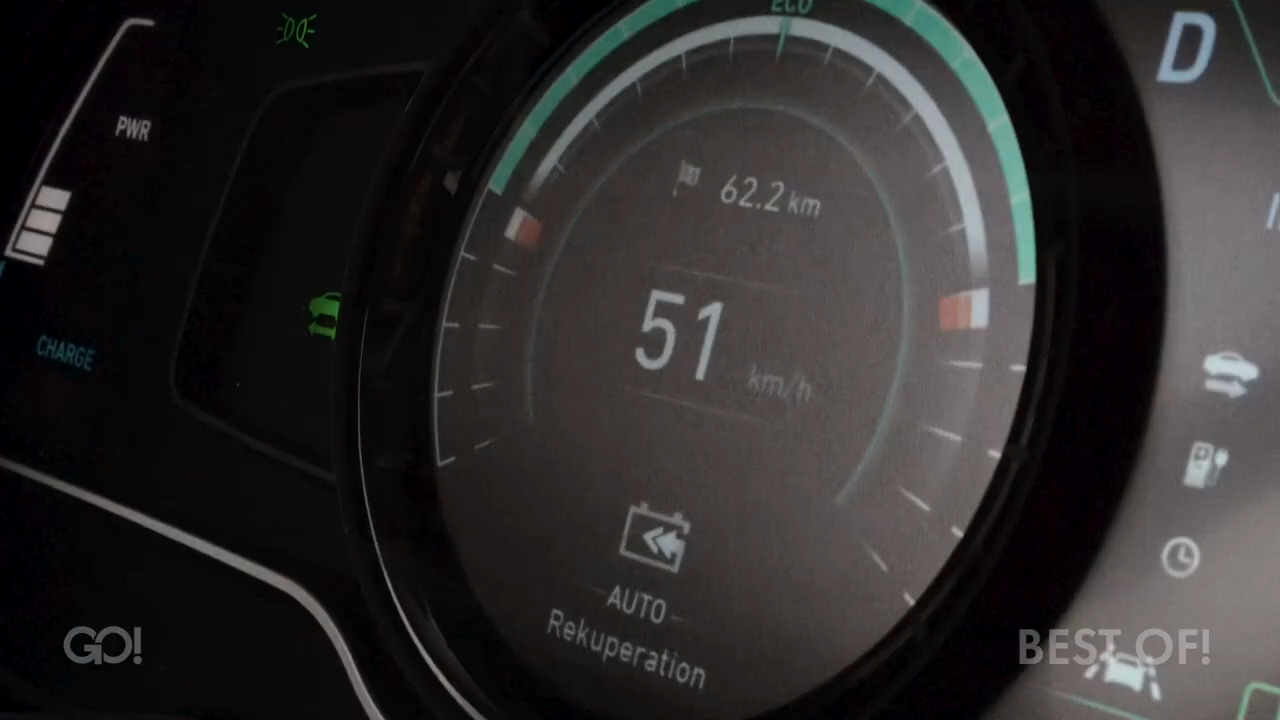 ECO
D
PWR
62.2 km
51
km/h
CHARGE
AUTO
Rekuperation
GO!
BEST OF!